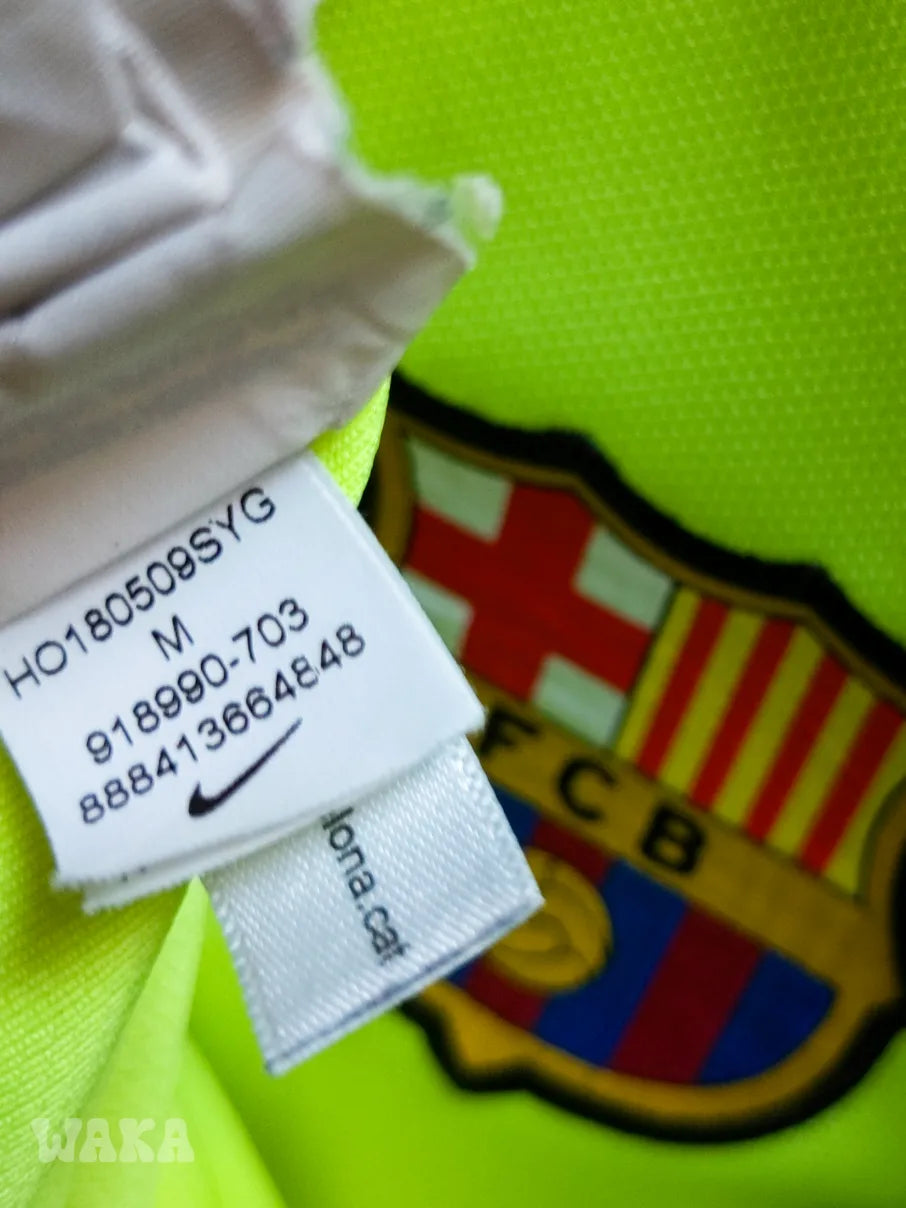 HO180509SYG
M
918990-703
888413664848
lona.cat
FCB
WAKA